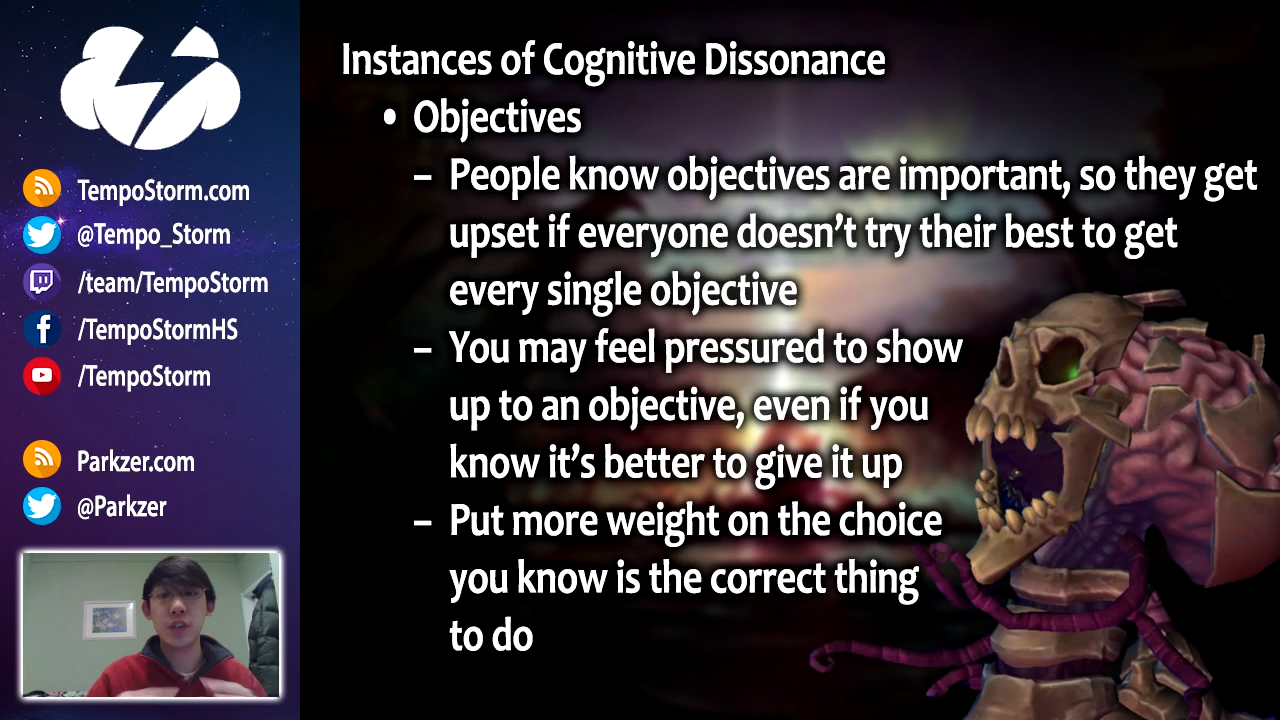 TempoStorm.com
@Tempo_Storm
/team/TempoStorm
/TempoStormHS
/TempoStorm
Parkzer.com
@Parkzer
Instances of Cognitive Dissonance
• Objectives
– People know objectives are important, so they get
upset if everyone doesn’t try their best to get
every single objective
– You may feel pressured to show
up to an objective, even if you
know it’s better to give it up
– Put more weight on the choice
you know is the correct thing
to do